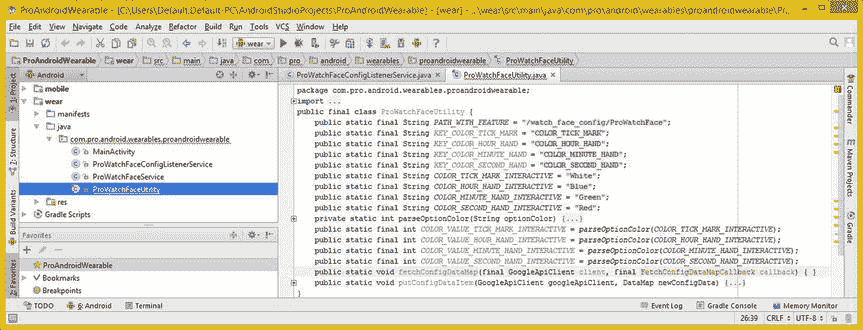 ProAndroidWearable - [C:\Users\Default.Default-PC\AndroidStudioProjects\ProAndroidWearable] - [wear] - ...\wear\src\main\java\com\pro\android\wearables\proandroidwearable\Pr...
File Edit View Navigate Code Analyze Refactor Build Run Tools VCS Window Help
wear
ProAndroidWearable wear src main java com pro android wearables proandroidwearable ProWatchFaceUtility
Android
ProWatchFaceConfigListenerService.java
ProWatchFaceUtility.java
1: Project
7: Structure
Build Variants
2: Favorites
mobile
wear
manifests
java
com.pro.android.wearables.proandroidwearable
MainActivity
ProWatchFaceConfigListenerService
ProWatchFaceService
ProWatchFaceUtility
res
Gradle Scripts
Favorites
ProAndroidWearable
Bookmarks
Breakpoints
package com.pro.android.wearables.proandroidwearable;
import ...
public final class ProWatchFaceUtility {
public static final String PATH_WITH_FEATURE = "/watch_face_config/ProWatchFace";
public static final String KEY_COLOR_TICK_MARK = "COLOR_TICK_MARK";
public static final String KEY_COLOR_HOUR_HAND = "COLOR_HOUR_HAND";
public static final String KEY_COLOR_MINUTE_HAND = "COLOR_MINUTE_HAND";
public static final String KEY_COLOR_SECOND_HAND = "COLOR_SECOND_HAND";
public static final String COLOR_TICK_MARK_INTERACTIVE = "White";
public static final String COLOR_HOUR_HAND_INTERACTIVE = "Blue";
public static final String COLOR_MINUTE_HAND_INTERACTIVE = "Green";
public static final String COLOR_SECOND_HAND_INTERACTIVE = "Red";
private static int parseOptionColor(String optionColor) {...}
public static final int COLOR_VALUE_TICK_MARK_INTERACTIVE = parseOptionColor(COLOR_TICK_MARK_INTERACTIVE);
public static final int COLOR_VALUE_HOUR_HAND_INTERACTIVE = parseOptionColor(COLOR_HOUR_HAND_INTERACTIVE);
public static final int COLOR_VALUE_MINUTE_HAND_INTERACTIVE = parseOptionColor(COLOR_MINUTE_HAND_INTERACTIVE);
public static final int COLOR_VALUE_SECOND_HAND_INTERACTIVE = parseOptionColor(COLOR_SECOND_HAND_INTERACTIVE);
public static void fetchConfigDataMap(final GoogleApiClient client, final FetchConfigDataMapCallback callback) { }
public static void putConfigDataItem(GoogleApiClient googleApiClient, DataMap newConfigData) {...}
}
Commander
Maven Projects
Gradle
TODO 6: Android Terminal Event Log Gradle Console Memory Monitor
26:39 CRLF UTF-8